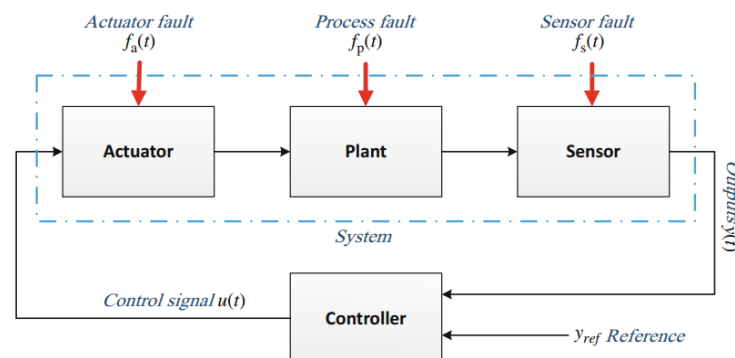 Actuator fault
fa(t)
Process fault
fp(t)
Sensor fault
fs(t)
Actuator
Plant
Sensor
System
Outputs y(t)
Control signal u(t)
Controller
yref Reference